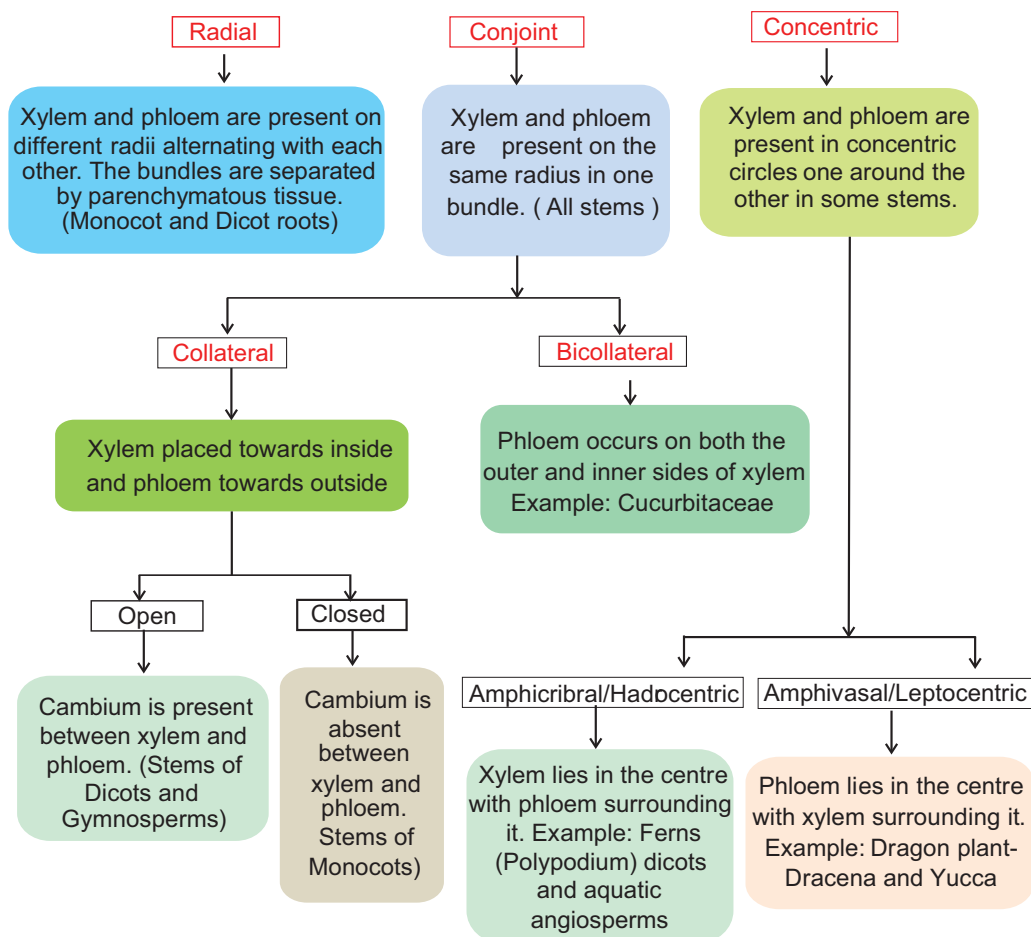 Radial
Xylem and phloem are present on
different radii alternating with each
other. The bundles are separated
by parenchymatous tissue.
(Monocot and Dicot roots)
Conjoint
Xylem and phloem
are present on the
same radius in one
bundle. ( All stems )
Concentric
Xylem and phloem are
present in concentric
circles one around the
other in some stems.
Collateral
Xylem placed towards inside
and phloem towards outside
Bicollateral
Phloem occurs on both the
outer and inner sides of xylem
Example: Cucurbitaceae
Open
Cambium is present
between xylem and
phloem. (Stems of
Dicots and
Gymnosperms)
Closed
Cambium is
absent
between
xylem and
phloem.
Stems of
Monocots)
Amphicribral/Hadocentric
Xylem lies in the centre
with phloem surrounding
it. Example: Ferns
(Polypodium) dicots
and aquatic
angiosperms
Amphivasal/Leptocentric
Phloem lies in the centre
with xylem surrounding it.
Example: Dragon plant-
Dracena and Yucca